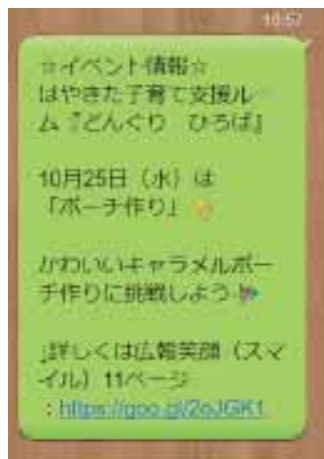 10:57
☆イベント情報☆
はやきた子育て支援ルー
ム『どんぐり　ひろば』
10月25日（水）は
「ポーチ作り」
かわいいキャラメルポー
チ作りに挑戦しよう
↓詳しくは広報笑顔（スマ
イル）11ページ
：https://goo.gl/2oJGK1